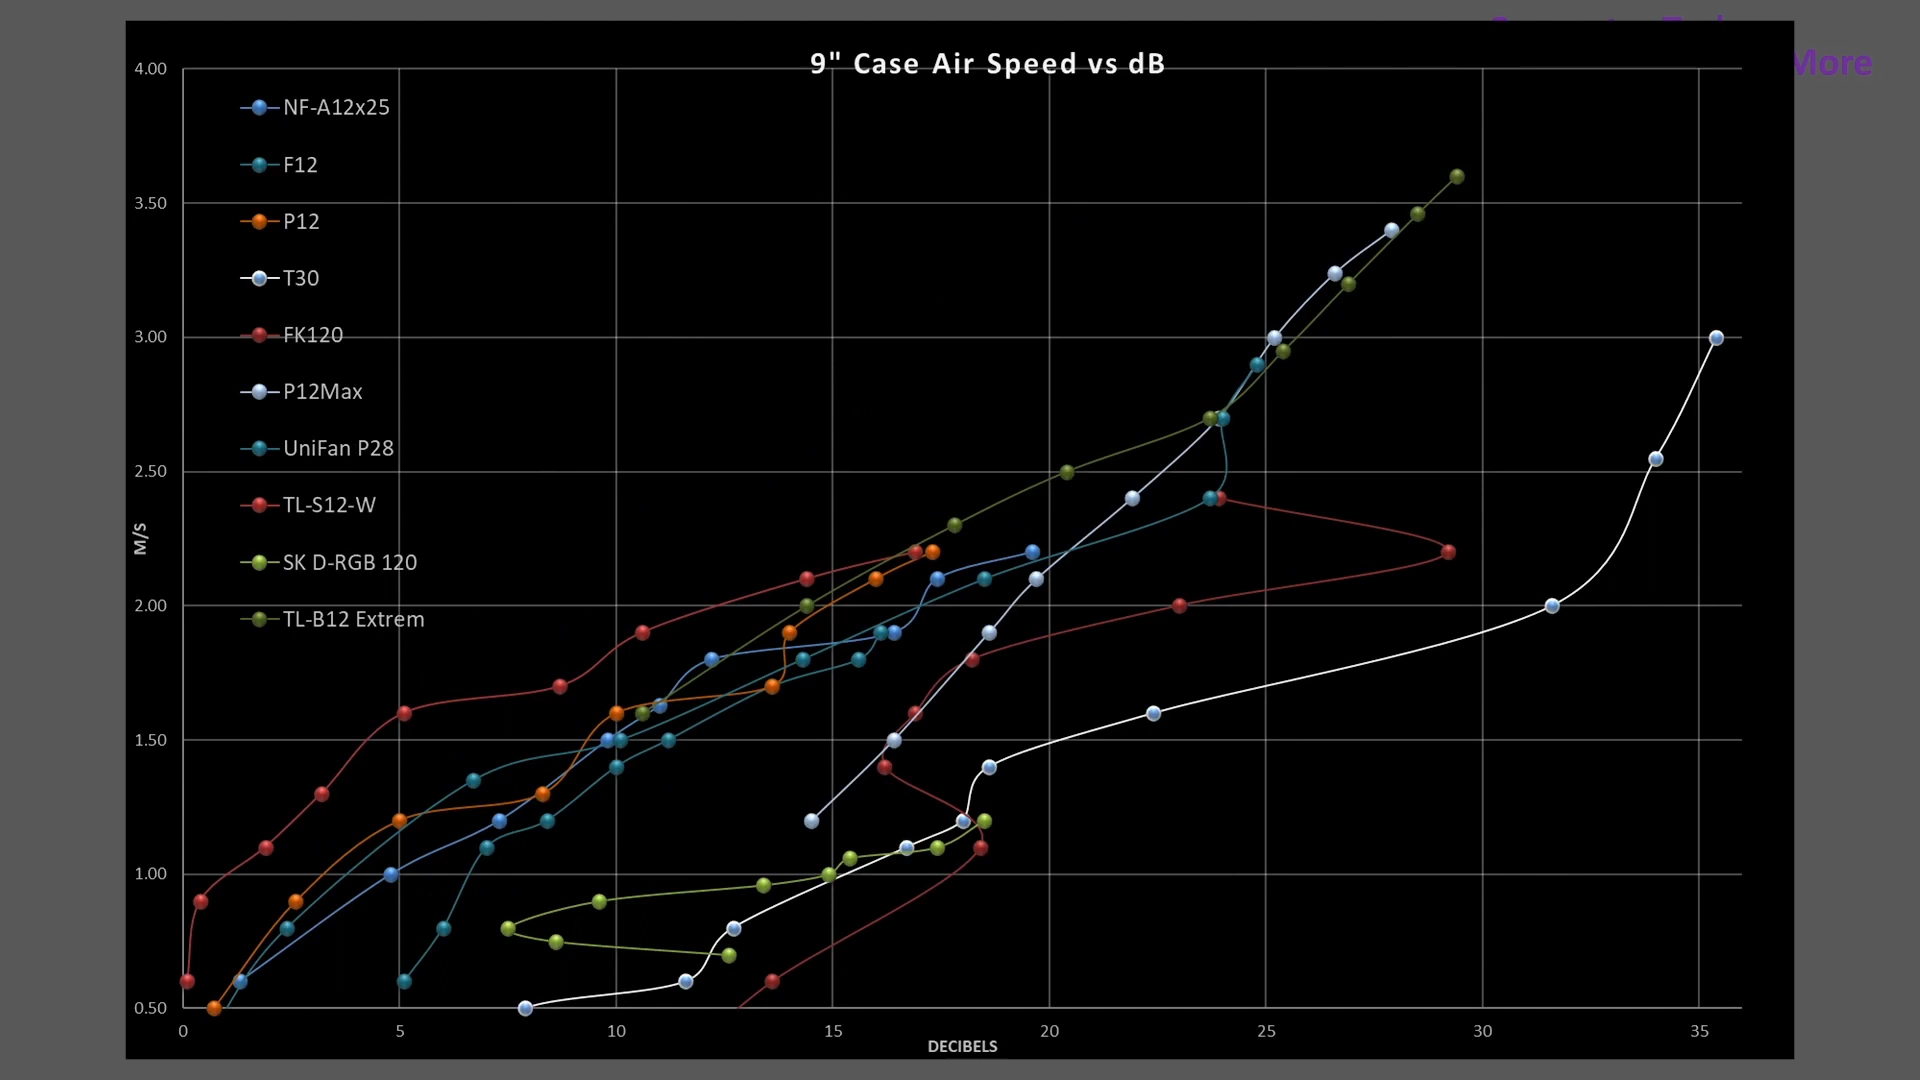 More
9" Case Air Speed vs dB
4.00
3.50
3.00
2.50
2.00
1.50
1.00
0.50
M/S
NF-A12x25
F12
P12
T30
FK120
P12Max
UniFan P28
TL-S12-W
SK D-RGB 120
TL-B12 Extrem
0 5 10 15 20 25 30 35
DECIBELS